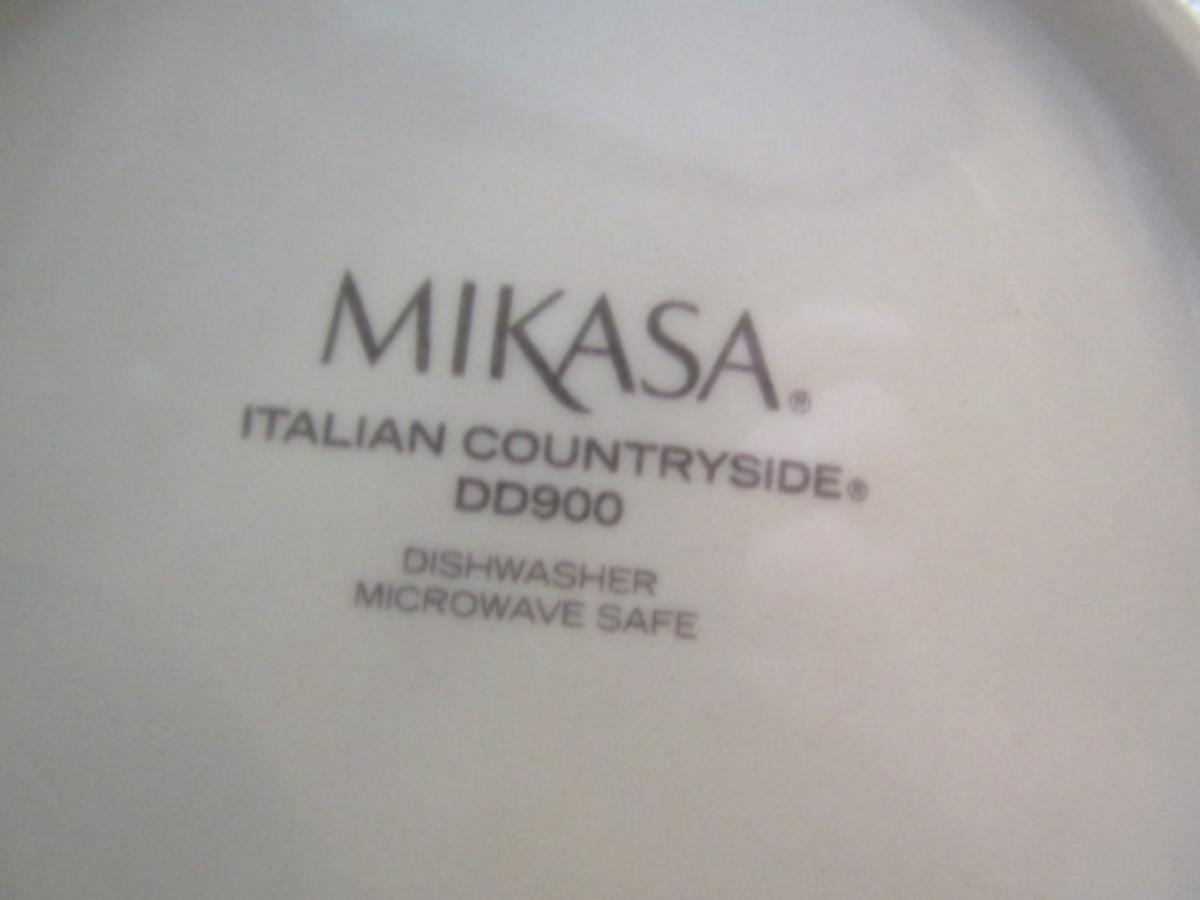 MIKASA®
ITALIAN COUNTRYSIDE®
DD900
DISHWASHER
MICROWAVE SAFE